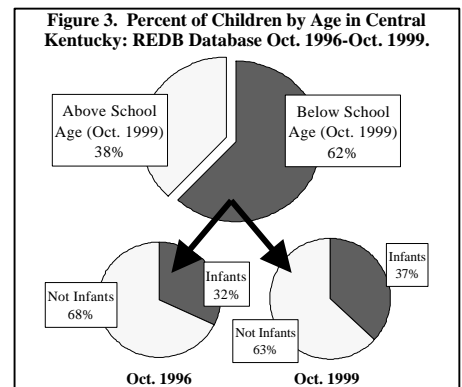 Figure 3. Percent of Children by Age in Central
Kentucky: REDB Database Oct. 1996-Oct. 1999.
Above School
Age (Oct. 1999)
38%
Below School
Age (Oct. 1999)
62%
Not Infants
68%
Infants
32%
Not Infants
63%
Infants
37%
Oct. 1996
Oct. 1999